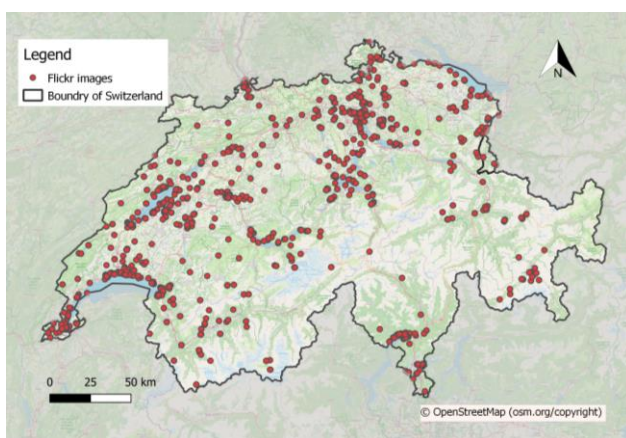 Legend
Flickr images
Boundry of Switzerland
N
0 25 50 km
© OpenStreetMap (osm.org/copyright)